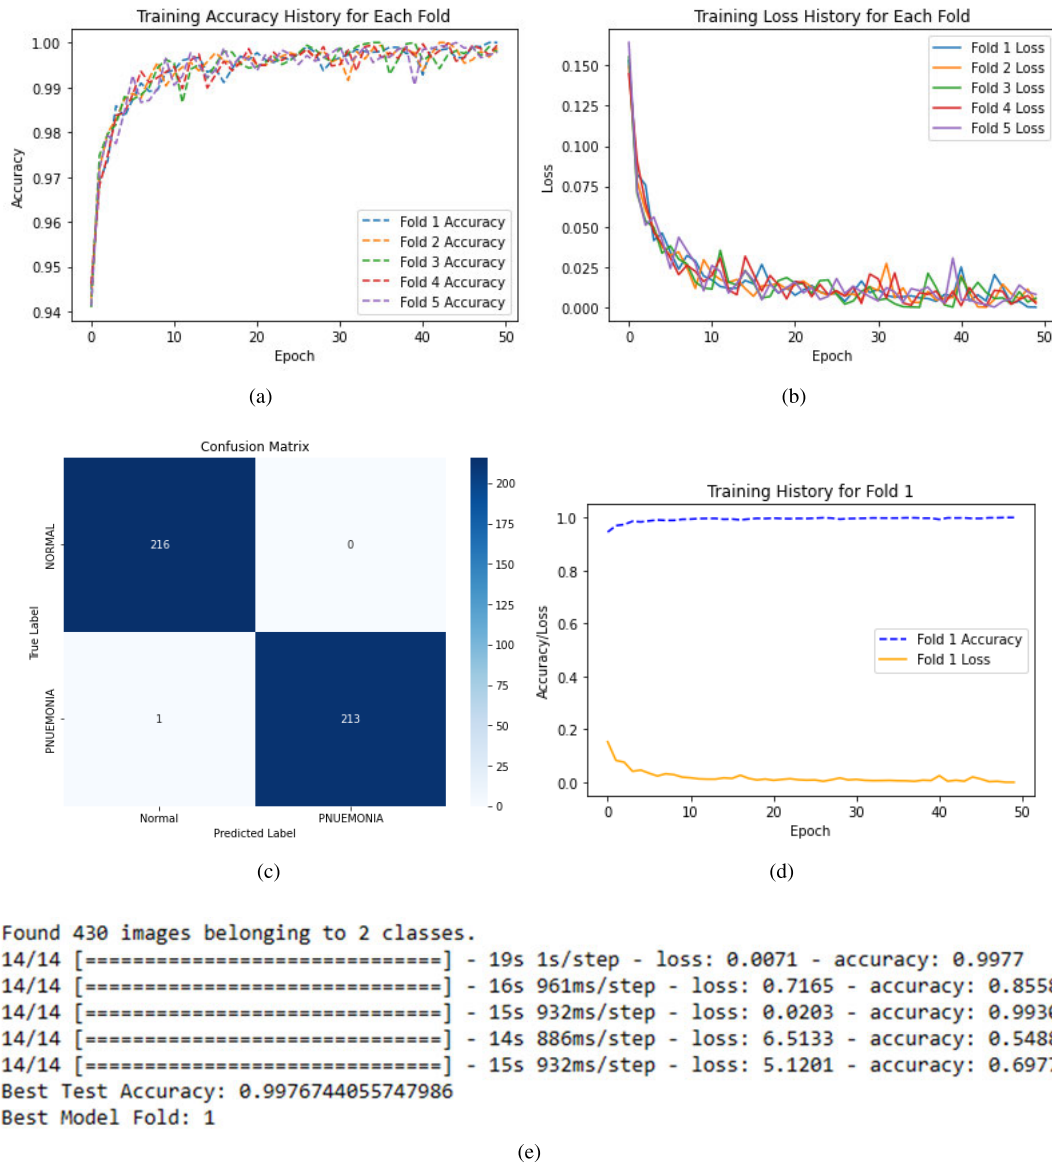 Training Accuracy History for Each Fold
1.00
0.99
0.98
0.97
0.96
0.95
0.94
Accuracy
Fold 1 Accuracy
Fold 2 Accuracy
Fold 3 Accuracy
Fold 4 Accuracy
Fold 5 Accuracy
0 10 20 30 40 50
Epoch
(a)
Training Loss History for Each Fold
0.150
0.125
0.100
0.075
0.050
0.025
0.000
Loss
Fold 1 Loss
Fold 2 Loss
Fold 3 Loss
Fold 4 Loss
Fold 5 Loss
0 10 20 30 40 50
Epoch
(b)
Confusion Matrix
True Label
NORMAL
PNUEMONIA
216 0
1 213
Normal PNUEMONIA
Predicted Label
200
175
150
125
100
75
50
25
0
(c)
Training History for Fold 1
1.0
0.8
0.6
0.4
0.2
0.0
Accuracy/Loss
Fold 1 Accuracy
Fold 1 Loss
0 10 20 30 40 50
Epoch
(d)
Found 430 images belonging to 2 classes.
14/14 [==============================] - 19s 1s/step - loss: 0.0071 - accuracy: 0.9977
14/14 [==============================] - 16s 961ms/step - loss: 0.7165 - accuracy: 0.8558
14/14 [==============================] - 15s 932ms/step - loss: 0.0203 - accuracy: 0.9930
14/14 [==============================] - 14s 886ms/step - loss: 6.5133 - accuracy: 0.5488
14/14 [==============================] - 15s 932ms/step - loss: 5.1201 - accuracy: 0.6977
Best Test Accuracy: 0.9976744055747986
Best Model Fold: 1
(e)